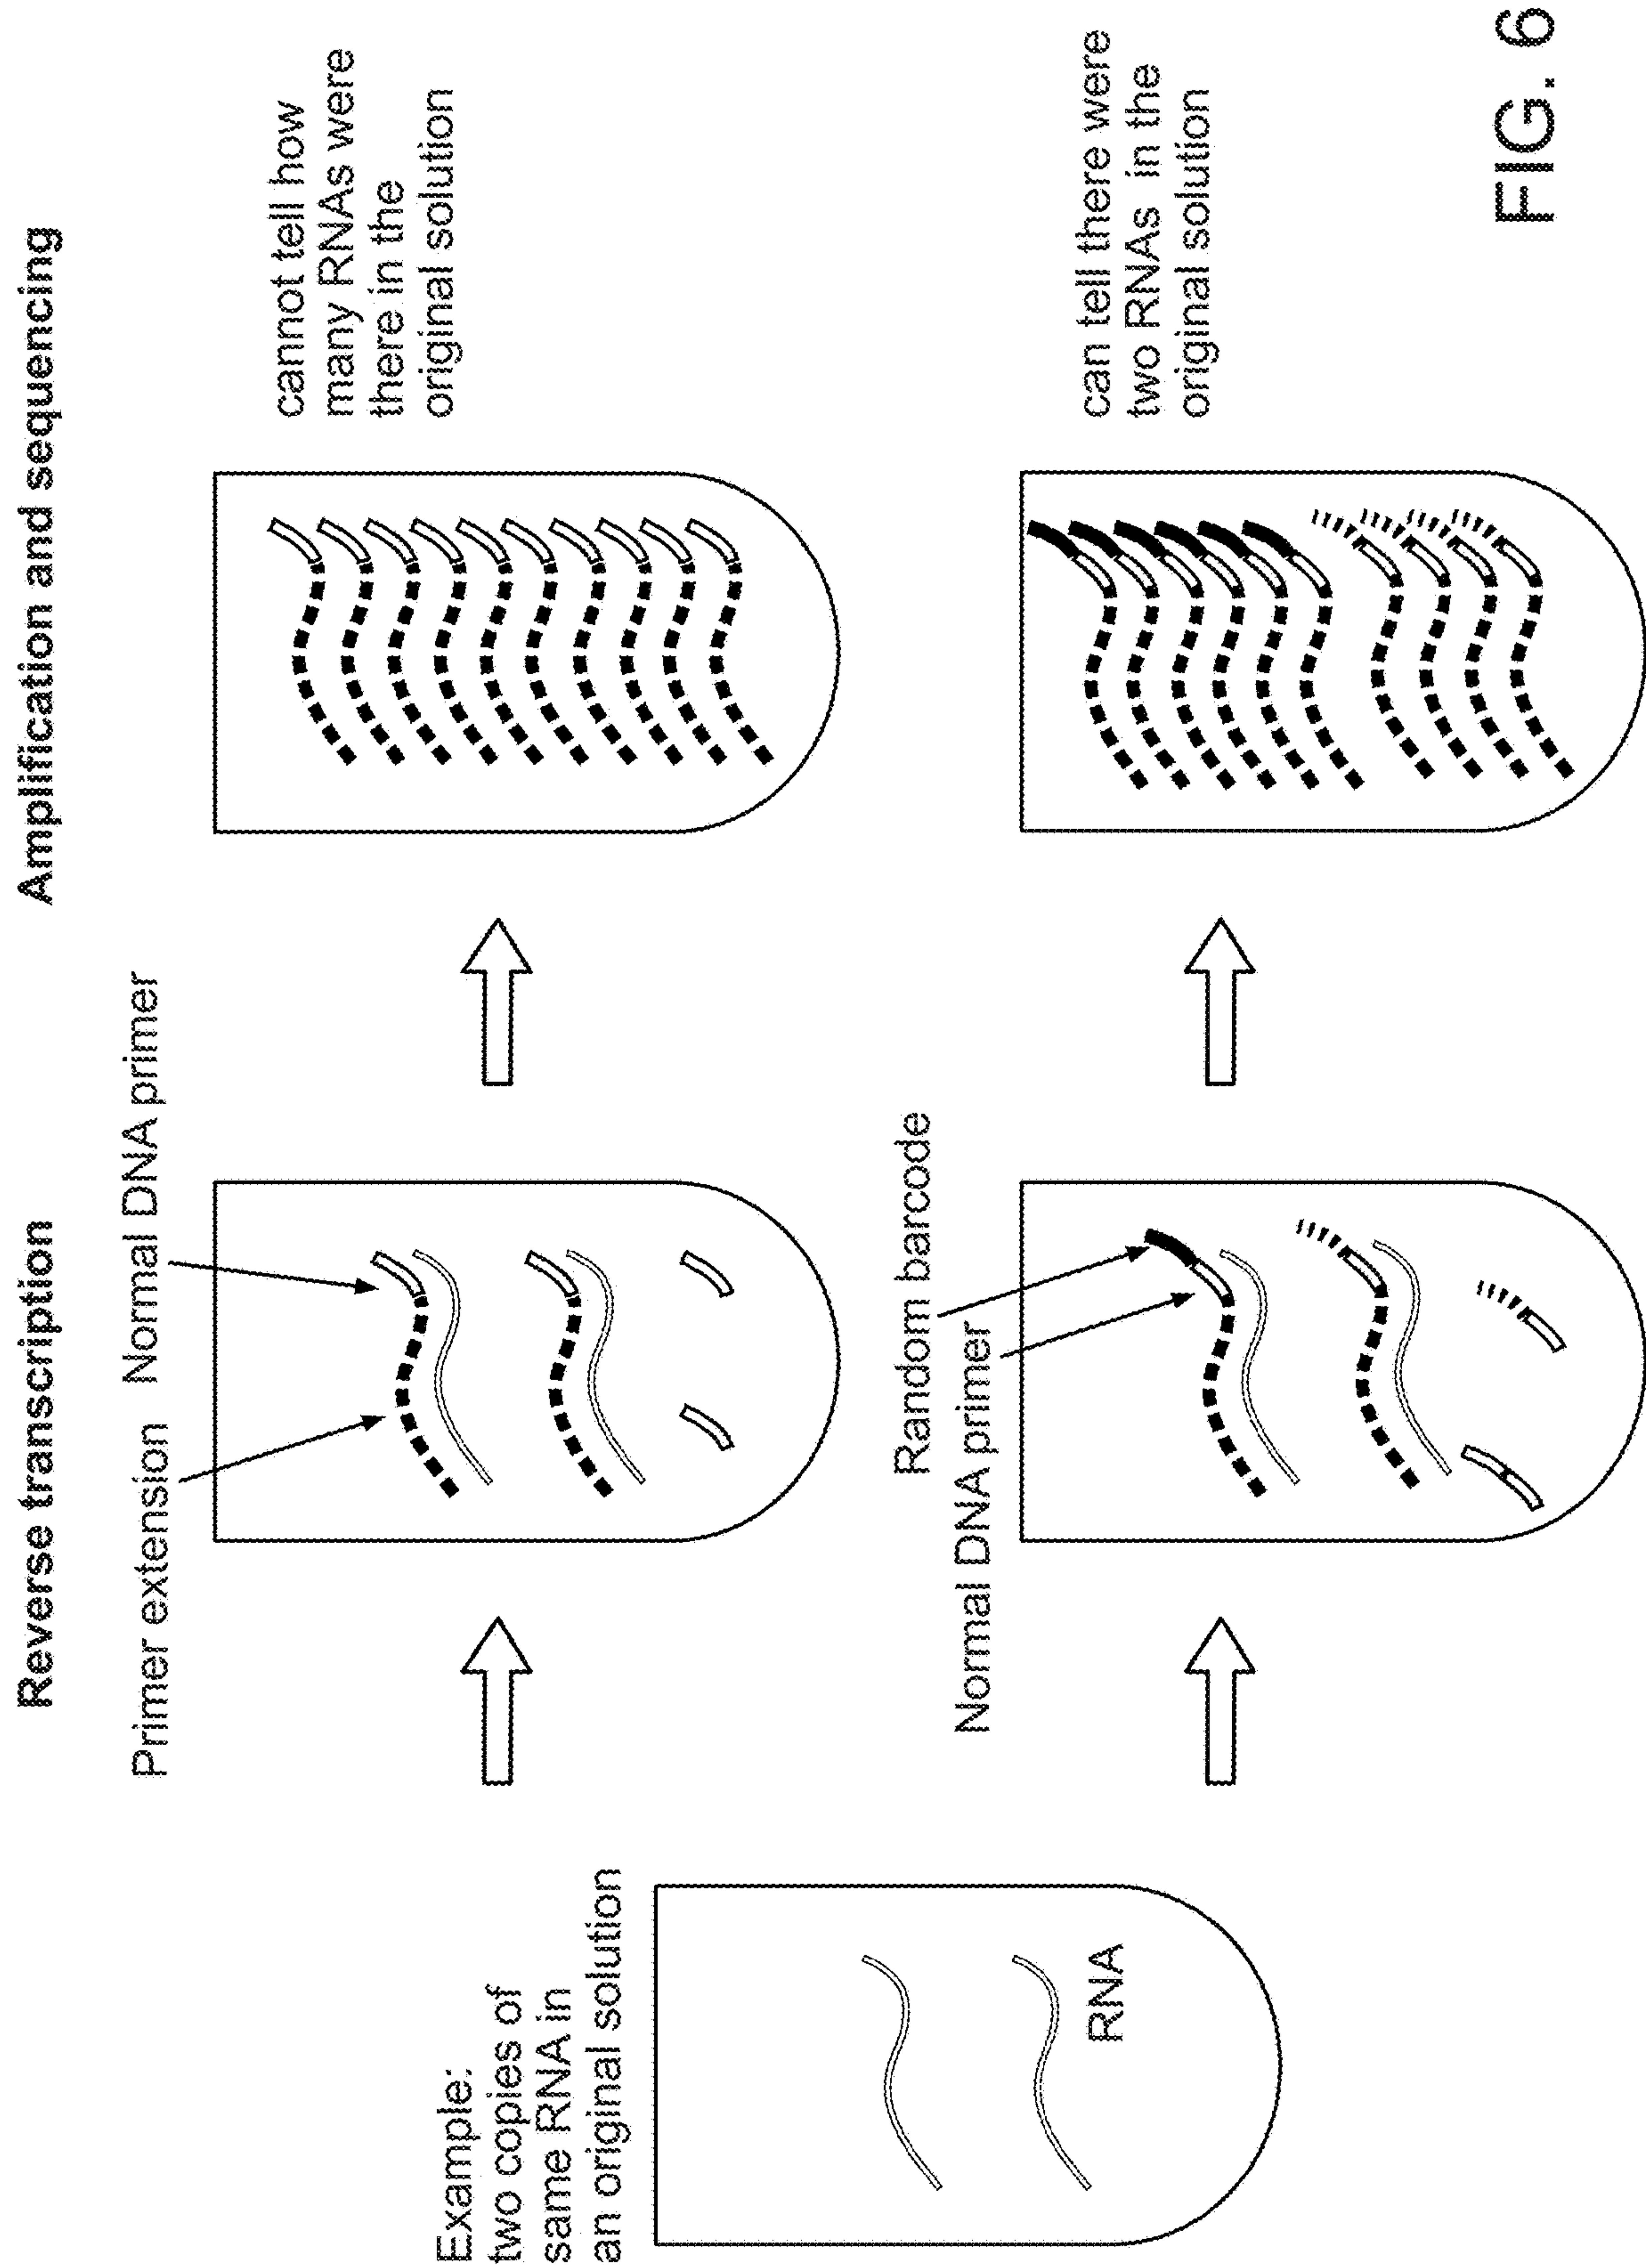 Reverse transcription
Amplification and sequencing
Primer extension
Normal DNA primer
Example:
two copies of
same RNA in
an original solution
RNA
cannot tell how
many RNAs were
there in the
original solution
Random barcode
Normal DNA primer
can tell there were
two RNAs in the
original solution
FIG. 6